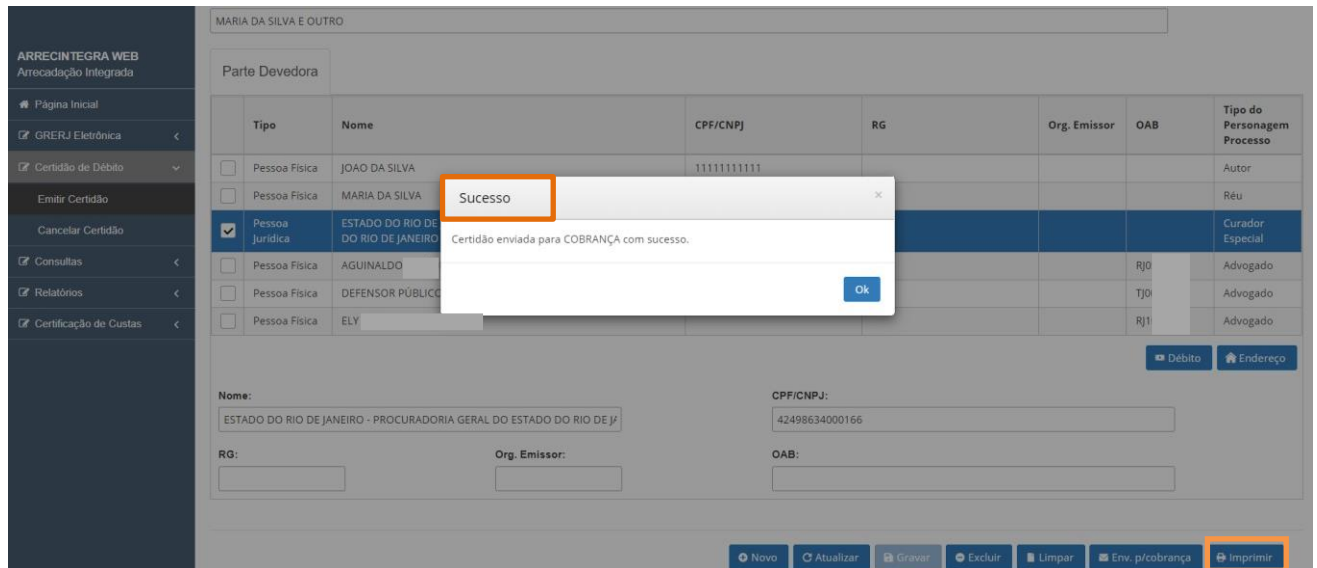 MARIA DA SILVA E OUTRO
ARRECINTEGRA WEB
Arrecadação Integrada
Página Inicial
GRERJ Eletrônica
Certidão de Débito
Emitir Certidão
Cancelar Certidão
Consultas
Relatórios
Certificação de Custas
Parte Devedora
Tipo Nome CPF/CNPJ RG Org. Emissor OAB Tipo do
Personagem
Processo
Pessoa Física JOAO DA SILVA 11111111111 Autor
Pessoa Física MARIA DA SILVA Réu
Pessoa ESTADO DO RIO DE Curador
Jurídica DO RIO DE JANEIRO Especial
Pessoa Física AGUINALDO Advogado
Pessoa Física DEFENSOR PÚBLICO Advogado
Pessoa Física ELY Advogado
Sucesso ×
Certidão enviada para COBRANÇA com sucesso.
Ok
Débito Endereço
Nome: CPF/CNPJ:
ESTADO DO RIO DE JANEIRO - PROCURADORIA GERAL DO ESTADO DO RIO DE 42498634000166
RG: Org. Emissor: OAB:
Novo Atualizar Gravar Excluir Limpar Env. p/cobrança Imprimir